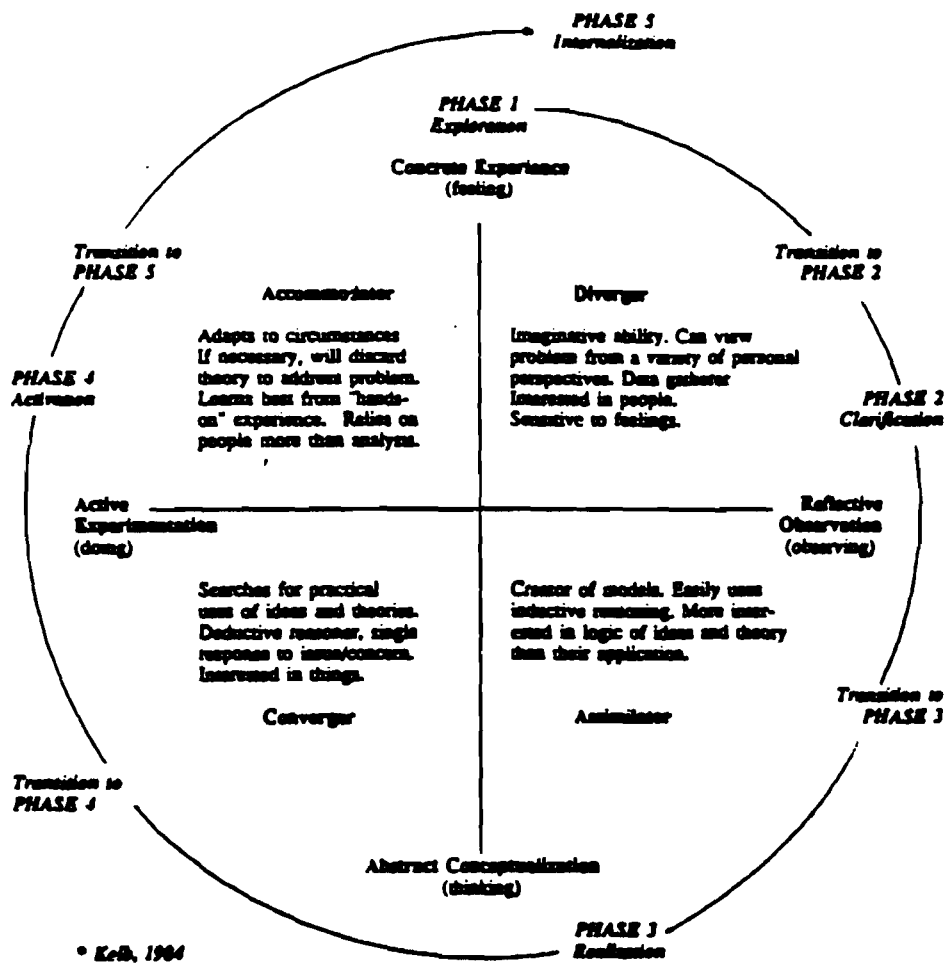 PHASE 5
Internalization
PHASE 1
Exploration
Concrete Experience
(feeling)
Transition to
PHASE 5
Transition to
PHASE 2
Accommodator
Diverger
Adapts to circumstances
If necessary, will discard
theory to address problem.
Learns best from "hands-
on" experience. Relies on
people more than analysis.
Imaginative ability. Can view
problem from a variety of personal
perspectives. Data gatherer
Interested in people.
Sensitive to feelings.
PHASE 4
Activation
PHASE 2
Clarification
Active
Experimentation
(doing)
Reflective
Observation
(observing)
Searches for practical
uses of ideas and theories.
Deductive reasoner, single
response to issue/concern.
Interested in things.
Creator of models. Easily uses
inductive reasoning. More inter-
ested in logic of ideas and theory
than their application.
Converger
Assimilator
Transition to
PHASE 3
Transition to
PHASE 4
Abstract Conceptualization
(thinking)
PHASE 3
Realization
* Kolb, 1984